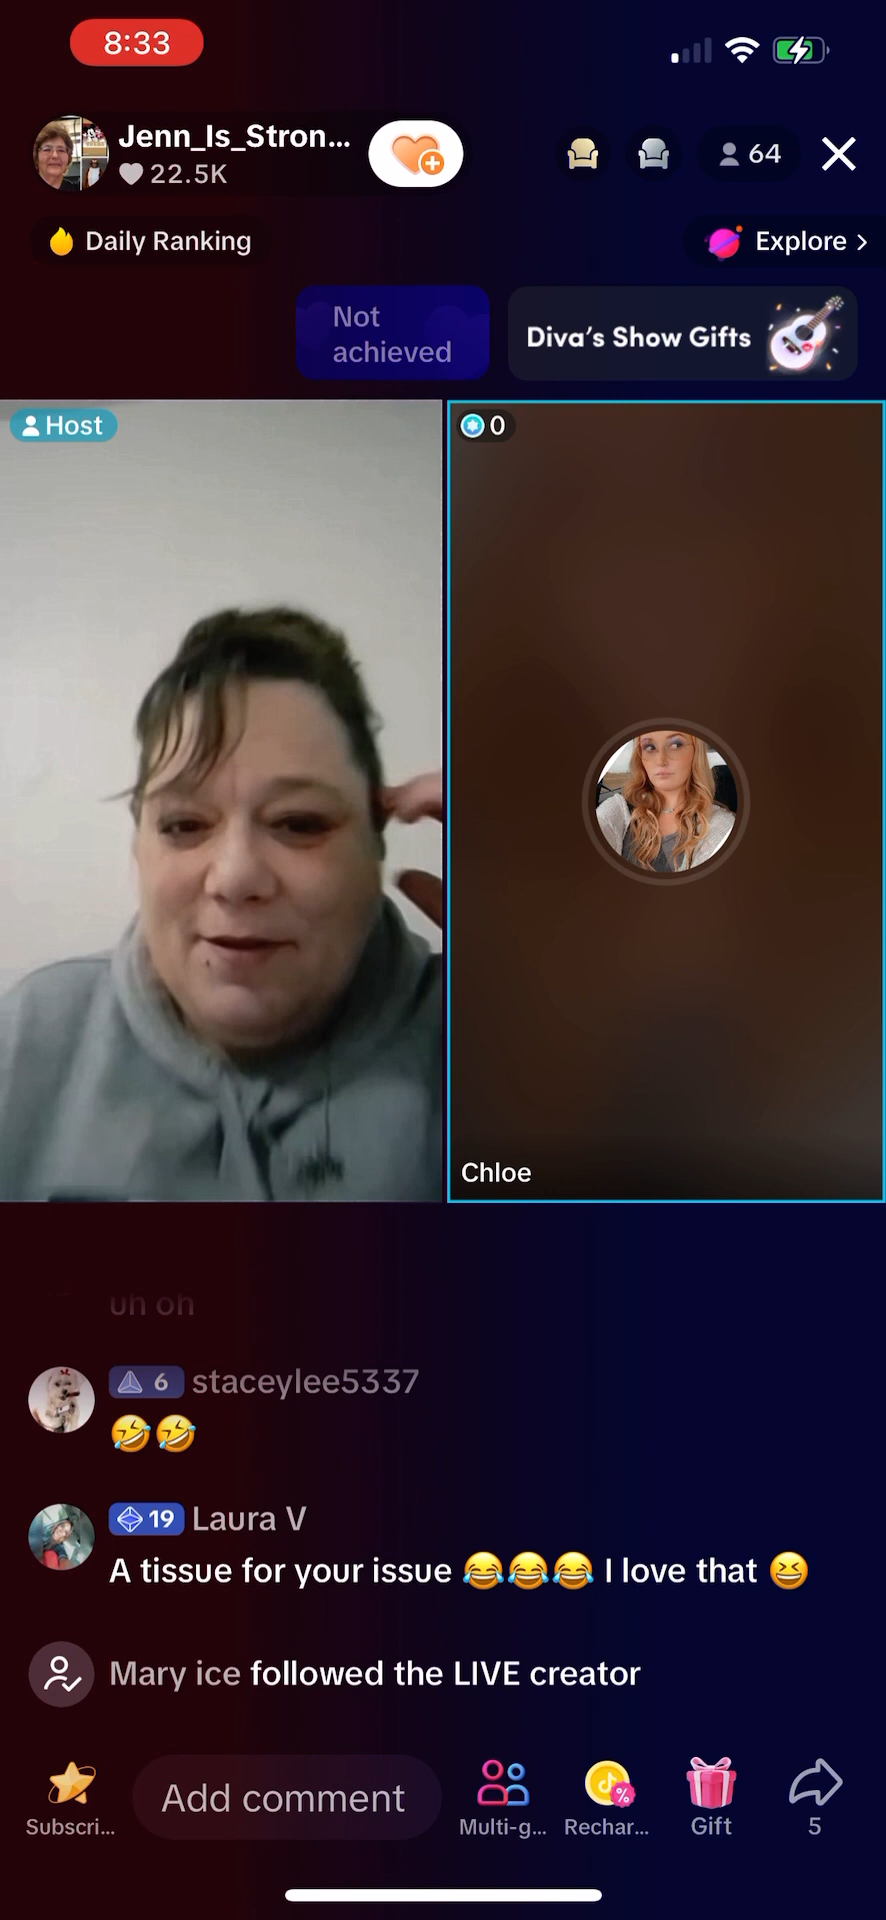 8:33
Jenn_Is_Stron...
22.5K
64
Daily Ranking
Explore >
Not
achieved
Diva's Show Gifts
Host
0
Chloe
uh oh
6 staceylee5337
🤣🤣
19 Laura V
A tissue for your issue 😂😂😂 I love that 😆
Mary ice followed the LIVE creator
Add comment
Subscri...
Multi-g...
Rechar...
Gift
5